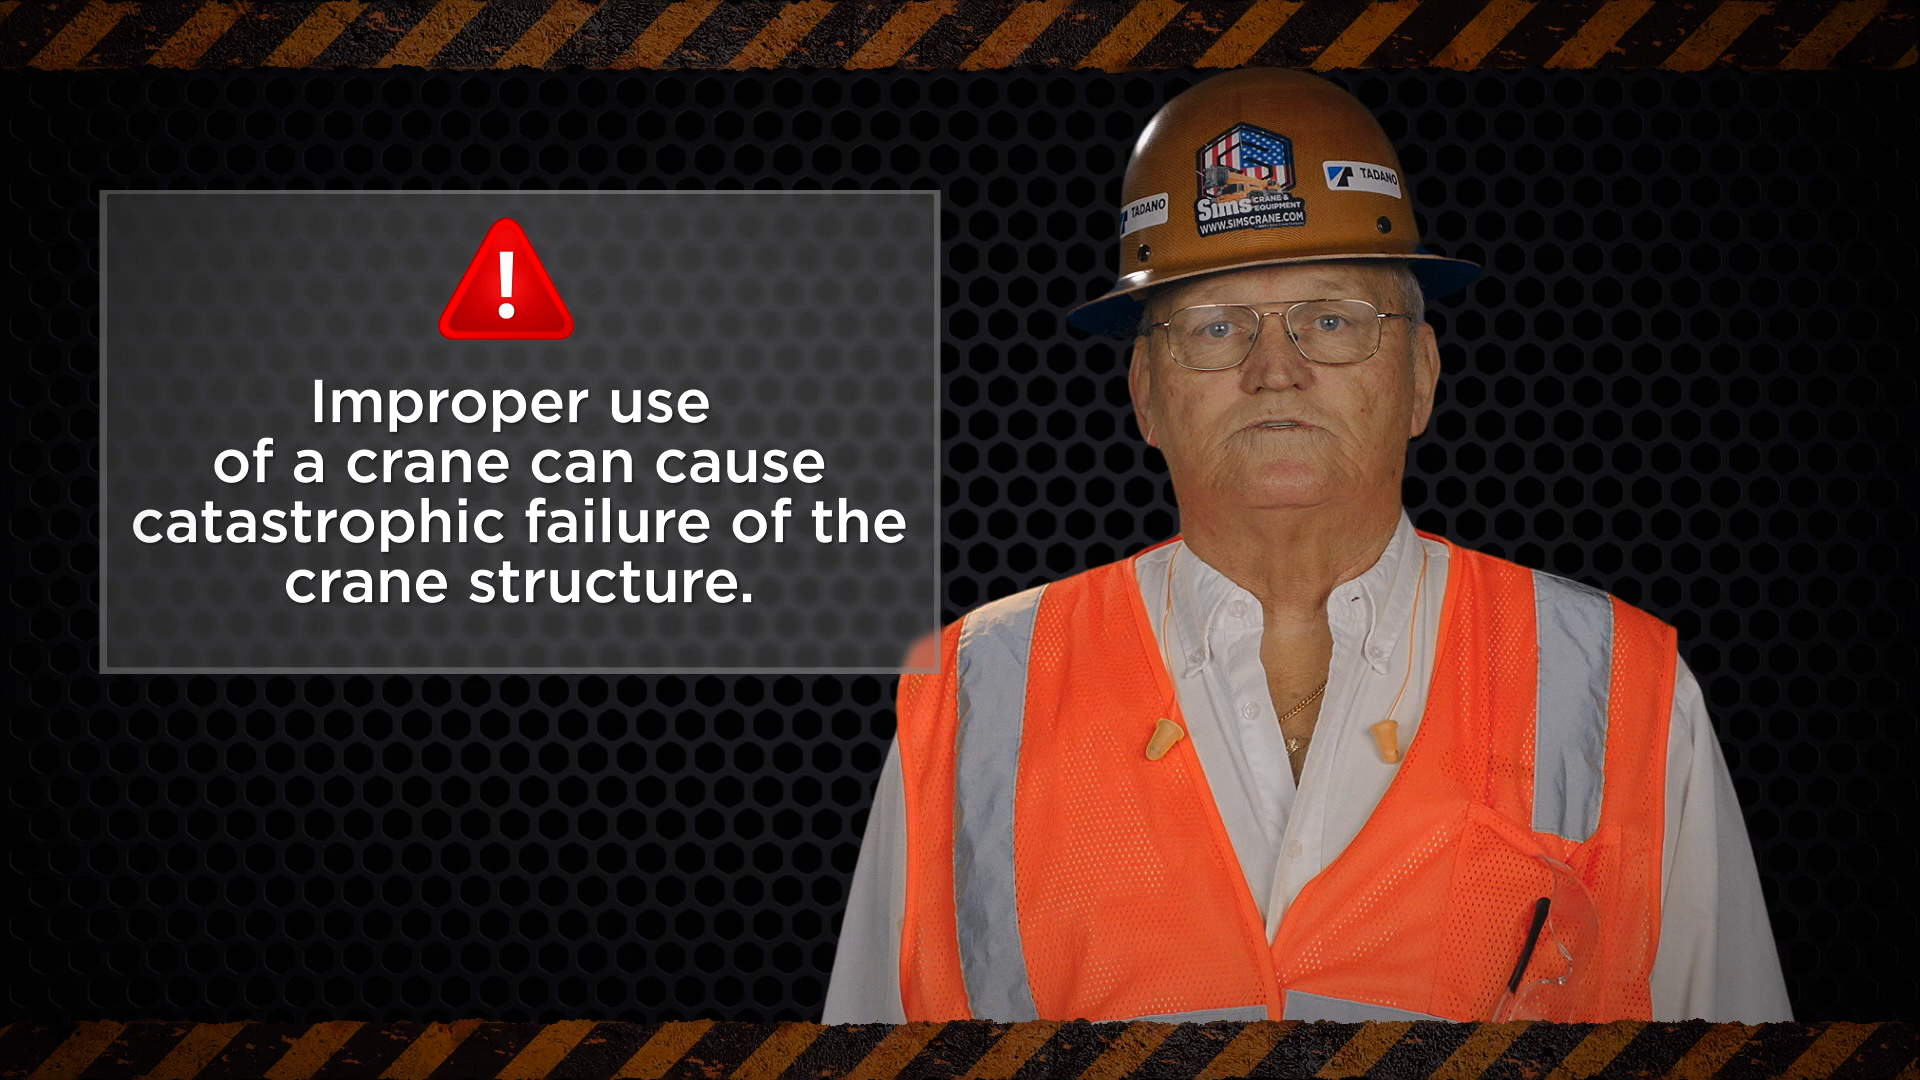 !
Improper use
of a crane can cause
catastrophic failure of the
crane structure.
TADANO
Sims CRANE &
EQUIPMENT
WWW.SIMSCRANE.COM
TADANO